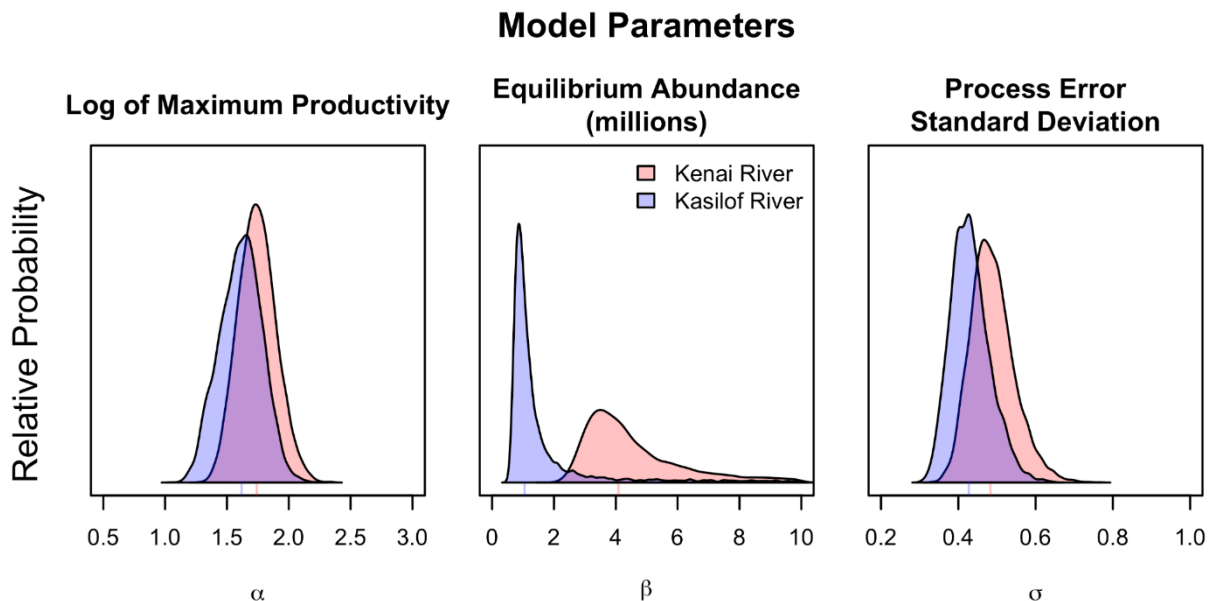 Model Parameters
Log of Maximum Productivity
Equilibrium Abundance
(millions)
Process Error
Standard Deviation
Relative Probability
Kenai River
Kasilof River
0.5 1.0 1.5 2.0 2.5 3.0
0 2 4 6 8 10
0.2 0.4 0.6 0.8 1.0
α
β
σ